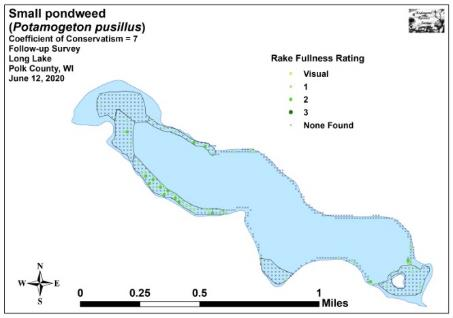 Small pondweed
(Potamogeton pusillus)
Coefficient of Conservatism = 7
Follow-up Survey
Long Lake
Polk County, WI
June 12, 2020
Rake Fullness Rating
Visual
1
2
3
None Found
N
W E
S
0 0.25 0.5 1
Miles